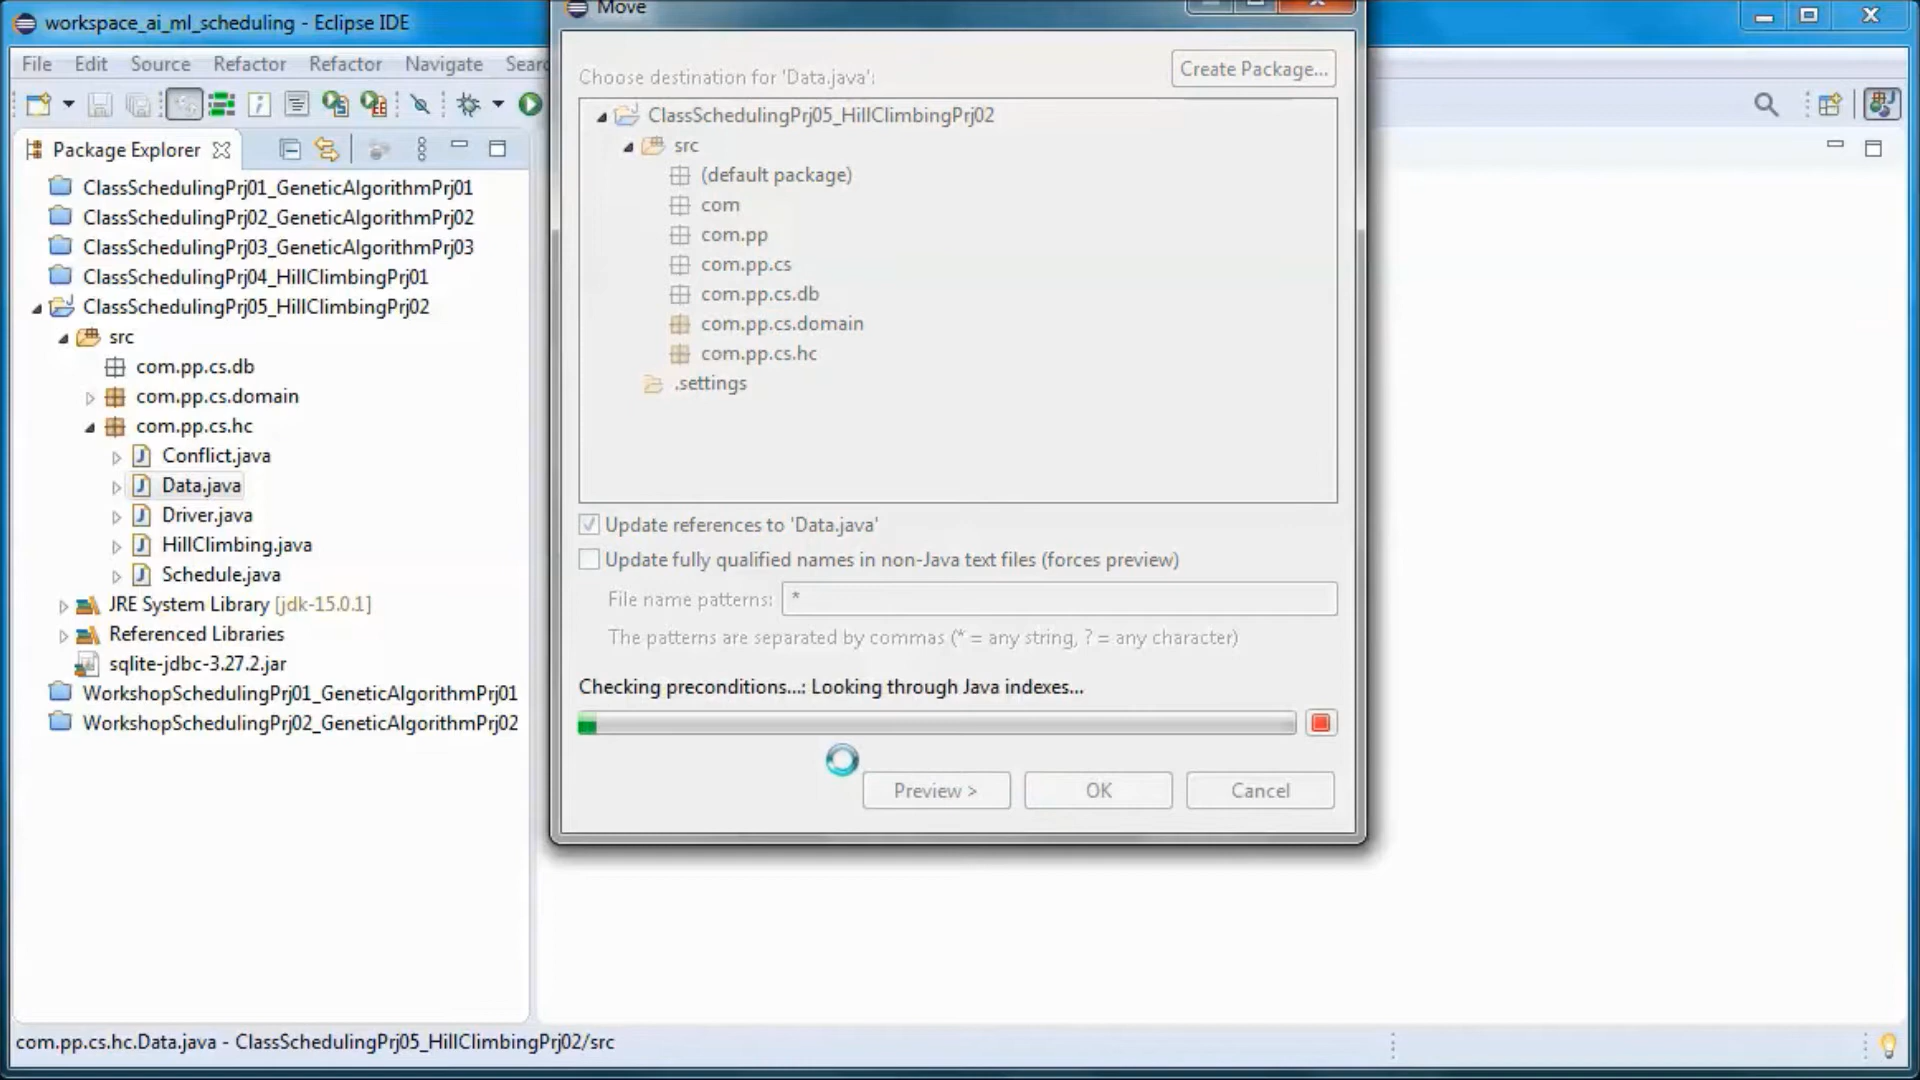 workspace_ai_ml_scheduling - Eclipse IDE
Move
File Edit Source Refactor Refactor Navigate Searc
Package Explorer
ClassSchedulingPrj01_GeneticAlgorithmPrj01
ClassSchedulingPrj02_GeneticAlgorithmPrj02
ClassSchedulingPrj03_GeneticAlgorithmPrj03
ClassSchedulingPrj04_HillClimbingPrj01
ClassSchedulingPrj05_HillClimbingPrj02
src
com.pp.cs.db
com.pp.cs.domain
com.pp.cs.hc
Conflict.java
Data.java
Driver.java
HillClimbing.java
Schedule.java
JRE System Library [jdk-15.0.1]
Referenced Libraries
sqlite-jdbc-3.27.2.jar
WorkshopSchedulingPrj01_GeneticAlgorithmPrj01
WorkshopSchedulingPrj02_GeneticAlgorithmPrj02
Choose destination for 'Data.java':
Create Package...
ClassSchedulingPrj05_HillClimbingPrj02
src
(default package)
com
com.pp
com.pp.cs
com.pp.cs.db
com.pp.cs.domain
com.pp.cs.hc
.settings
Update references to 'Data.java'
Update fully qualified names in non-Java text files (forces preview)
File name patterns: *
The patterns are separated by commas (* = any string, ? = any character)
Checking preconditions...: Looking through Java indexes...
Preview > OK Cancel
com.pp.cs.hc.Data.java - ClassSchedulingPrj05_HillClimbingPrj02/src